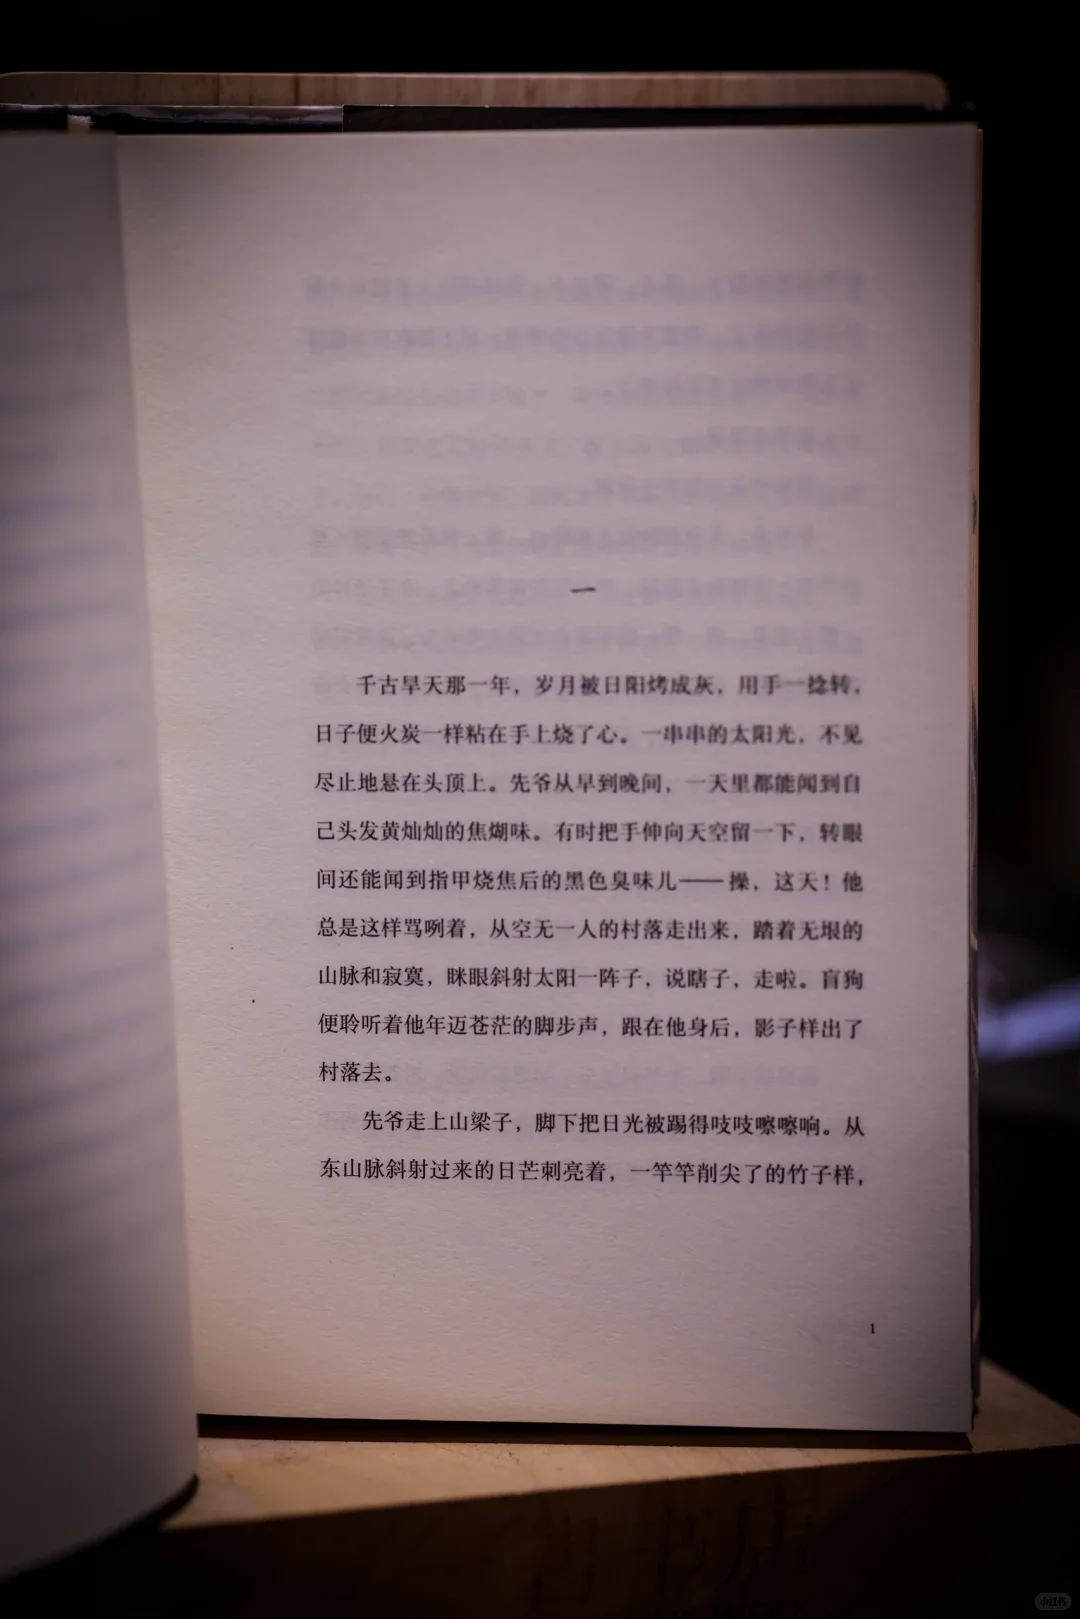 一
千古旱天那一年，岁月被日阳烤成灰，用手一捻转，
日子便火炭一样粘在手上烧了心。一串串的太阳光，不见
尽止地悬在头顶上。先爷从早到晚间，一天里都能闻到自
己头发黄灿灿的焦煳味。有时把手伸向天空留一下，转眼
间还能闻到指甲烧焦后的黑色臭味儿——操，这天！他
总是这样骂咧着，从空无一人的村落走出来，踏着无垠的
山脉和寂寞，眯眼斜射太阳一阵子，说瞎子，走啦。盲狗
便聆听着他年迈苍茫的脚步声，跟在他身后，影子样出了
村落去。
先爷走上山梁子，脚下把日光被踢得吱吱嚓嚓响。从
东山脉斜射过来的日芒刺亮着，一竿竿削尖了的竹子样，
1
小红书